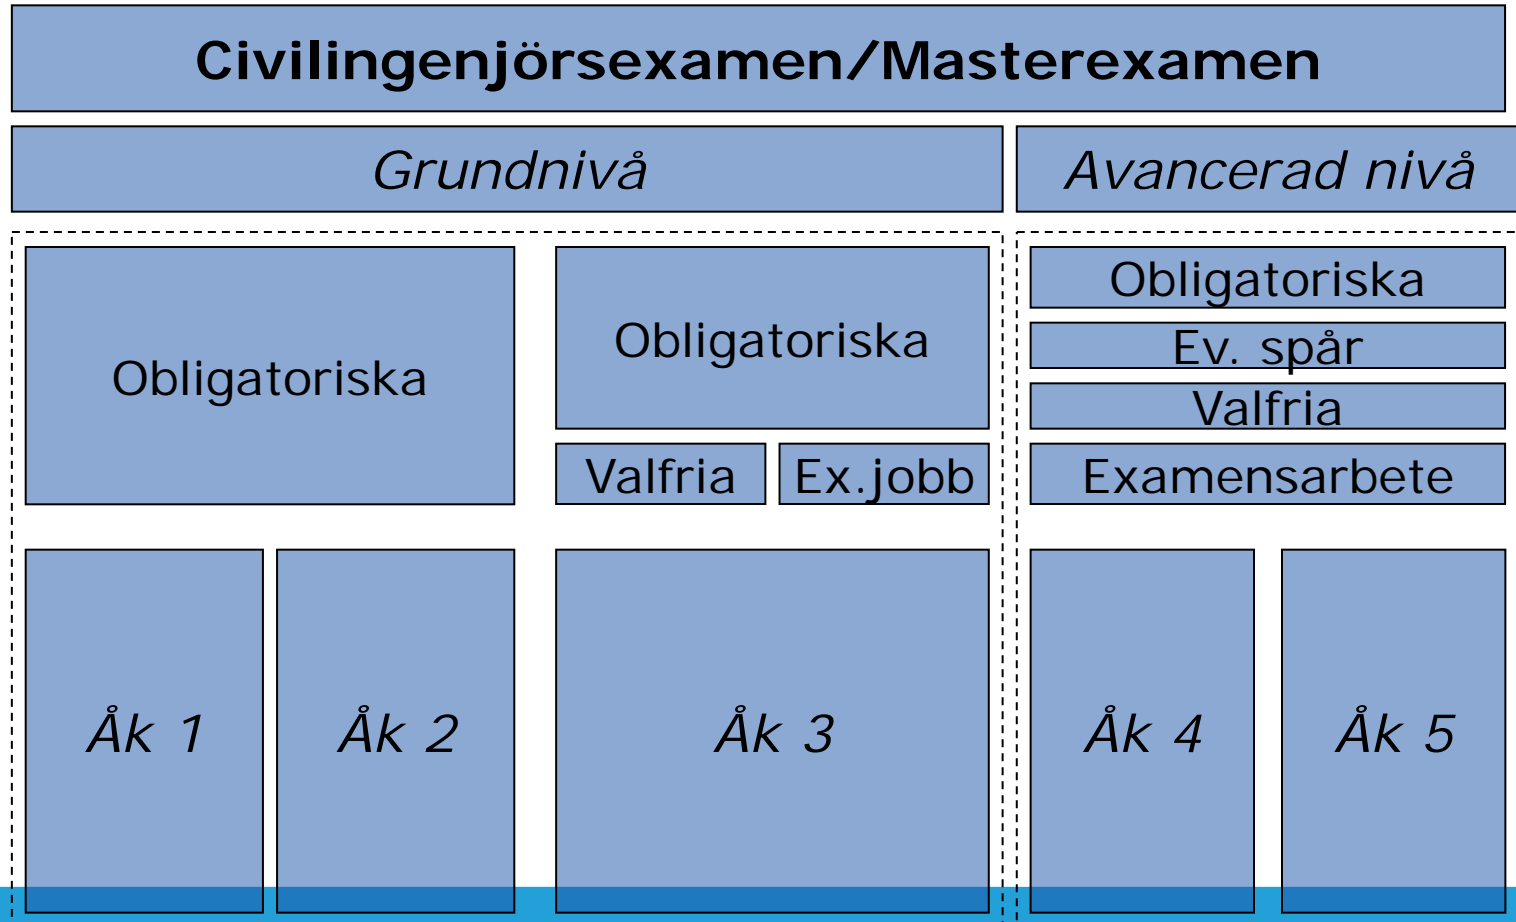 Civilingenjörsexamen/Masterexamen
Grundnivå
Avancerad nivå
Obligatoriska
Obligatoriska
Valfria
Ex.jobb
Obligatoriska
Ev. spår
Valfria
Examensarbete
Åk 1
Åk 2
Åk 3
Åk 4
Åk 5